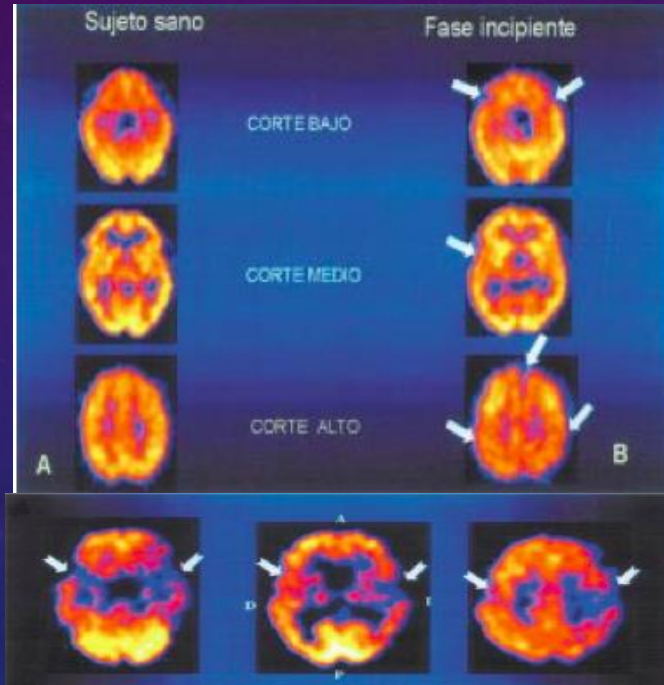 Sujeto sano
Fase incipiente
CORTE BAJO
CORTE MEDIO
CORTE ALTO
A
B
A
D
I
P